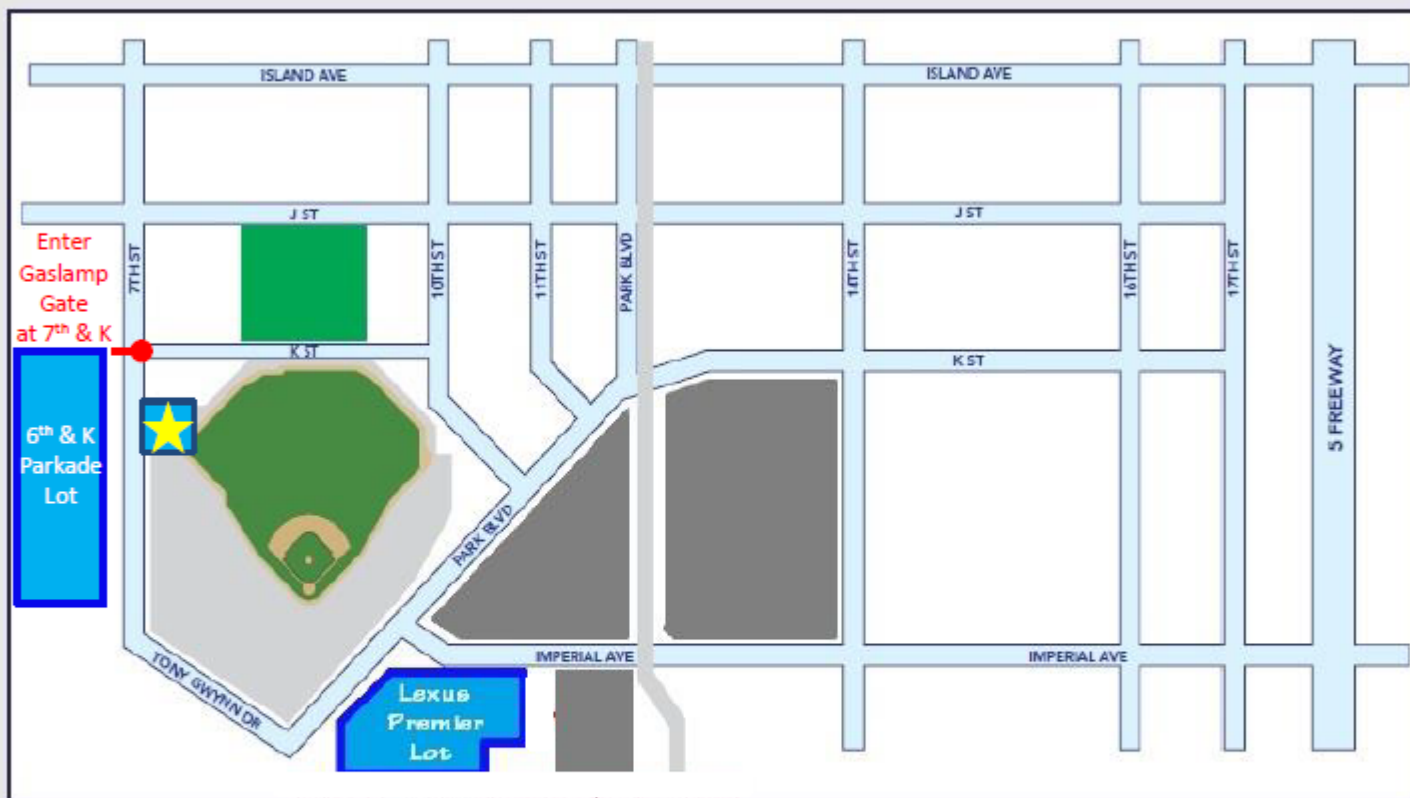 ISLAND AVE
ISLAND AVE
J ST
J ST
Enter
Gaslamp
Gate
at 7th & K
7TH ST
10TH ST
11TH ST
PARK BLVD
14TH ST
16TH ST
17TH ST
K ST
K ST
5 FREEWAY
6th & K
Parkade
Lot
PARK BLVD
IMPERIAL AVE
IMPERIAL AVE
TONY GWYNN DR
Lexus
Premier
Lot